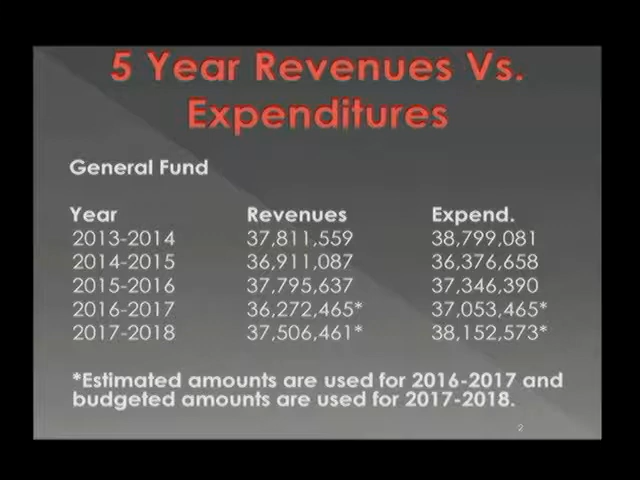 5 Year Revenues Vs.
Expenditures
General Fund
Year Revenues Expend.
2013-2014 37,811,559 38,799,081
2014-2015 36,911,087 36,376,658
2015-2016 37,795,637 37,346,390
2016-2017 36,272,465* 37,053,465*
2017-2018 37,506,461* 38,152,573*
*Estimated amounts are used for 2016-2017 and
budgeted amounts are used for 2017-2018.
2